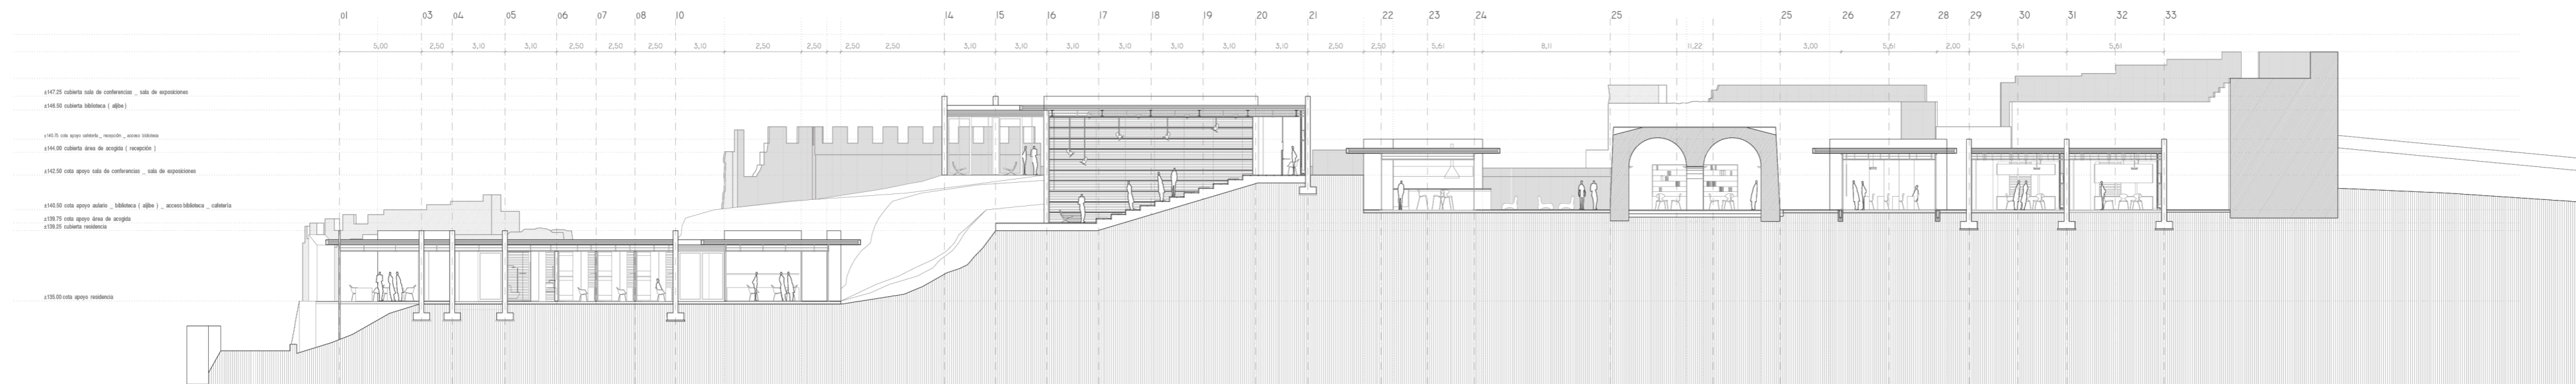 01 03 04 05 06 07 08 10 14 15 16 17 18 19 20 21 22 23 24 25 25 26 27 28 29 30 31 32 33
5,00 2,50 3,10 3,10 2,50 2,50 2,50 3,10 2,50 2,50 2,50 2,50 3,10 3,10 3,10 3,10 3,10 3,10 3,10 2,50 2,50 5,61 8,11 11,22 3,00 5,61 2,00 5,61 5,61
±147.25 cubierta sala de conferencias _ sala de exposiciones
±146.50 cubierta biblioteca ( aljibe )
cota apoyo cafetería _ recepción _ acceso biblioteca
±144.00 cubierta área de acogida ( recepción )
±142.50 cota apoyo sala de conferencias _ sala de exposiciones
±140.50 cota apoyo aulario _ biblioteca ( aljibe ) _ acceso biblioteca _ cafetería
±139.75 cota apoyo área de acogida
±139.25 cubierta residencia
±135.00 cota apoyo residencia